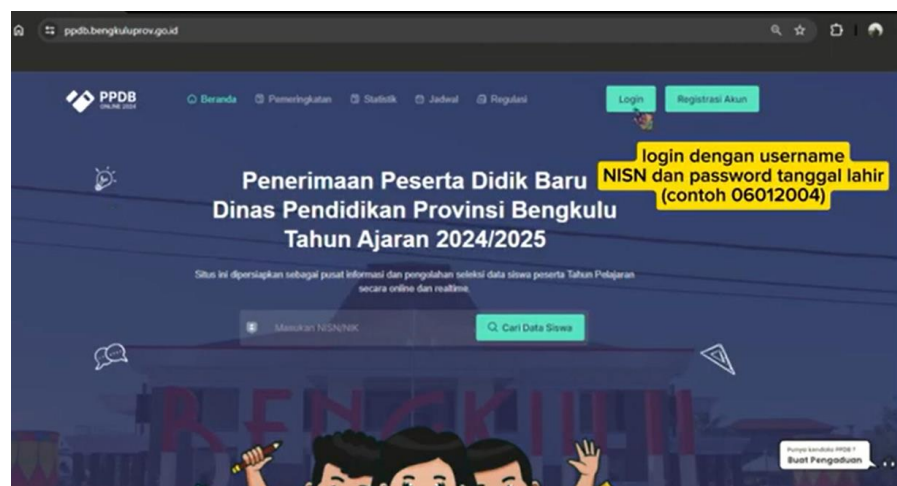 ppdb.bengkuluprov.go.id
PPDB
ONLINE 2024
Beranda
Pemeringkatan
Statistik
Jadwal
Regulasi
Login
Registrasi Akun
login dengan username
NISN dan password tanggal lahir
(contoh 06012004)
Penerimaan Peserta Didik Baru
Dinas Pendidikan Provinsi Bengkulu
Tahun Ajaran 2024/2025
Situs ini dipersiapkan sebagai pusat informasi dan pengolahan seleksi data siswa peserta Tahun Pelajaran
secara online dan realtime.
Masukan NISN/NIK
Cari Data Siswa
BENGKULU
Punya kendala PPDB ?
Buat Pengaduan